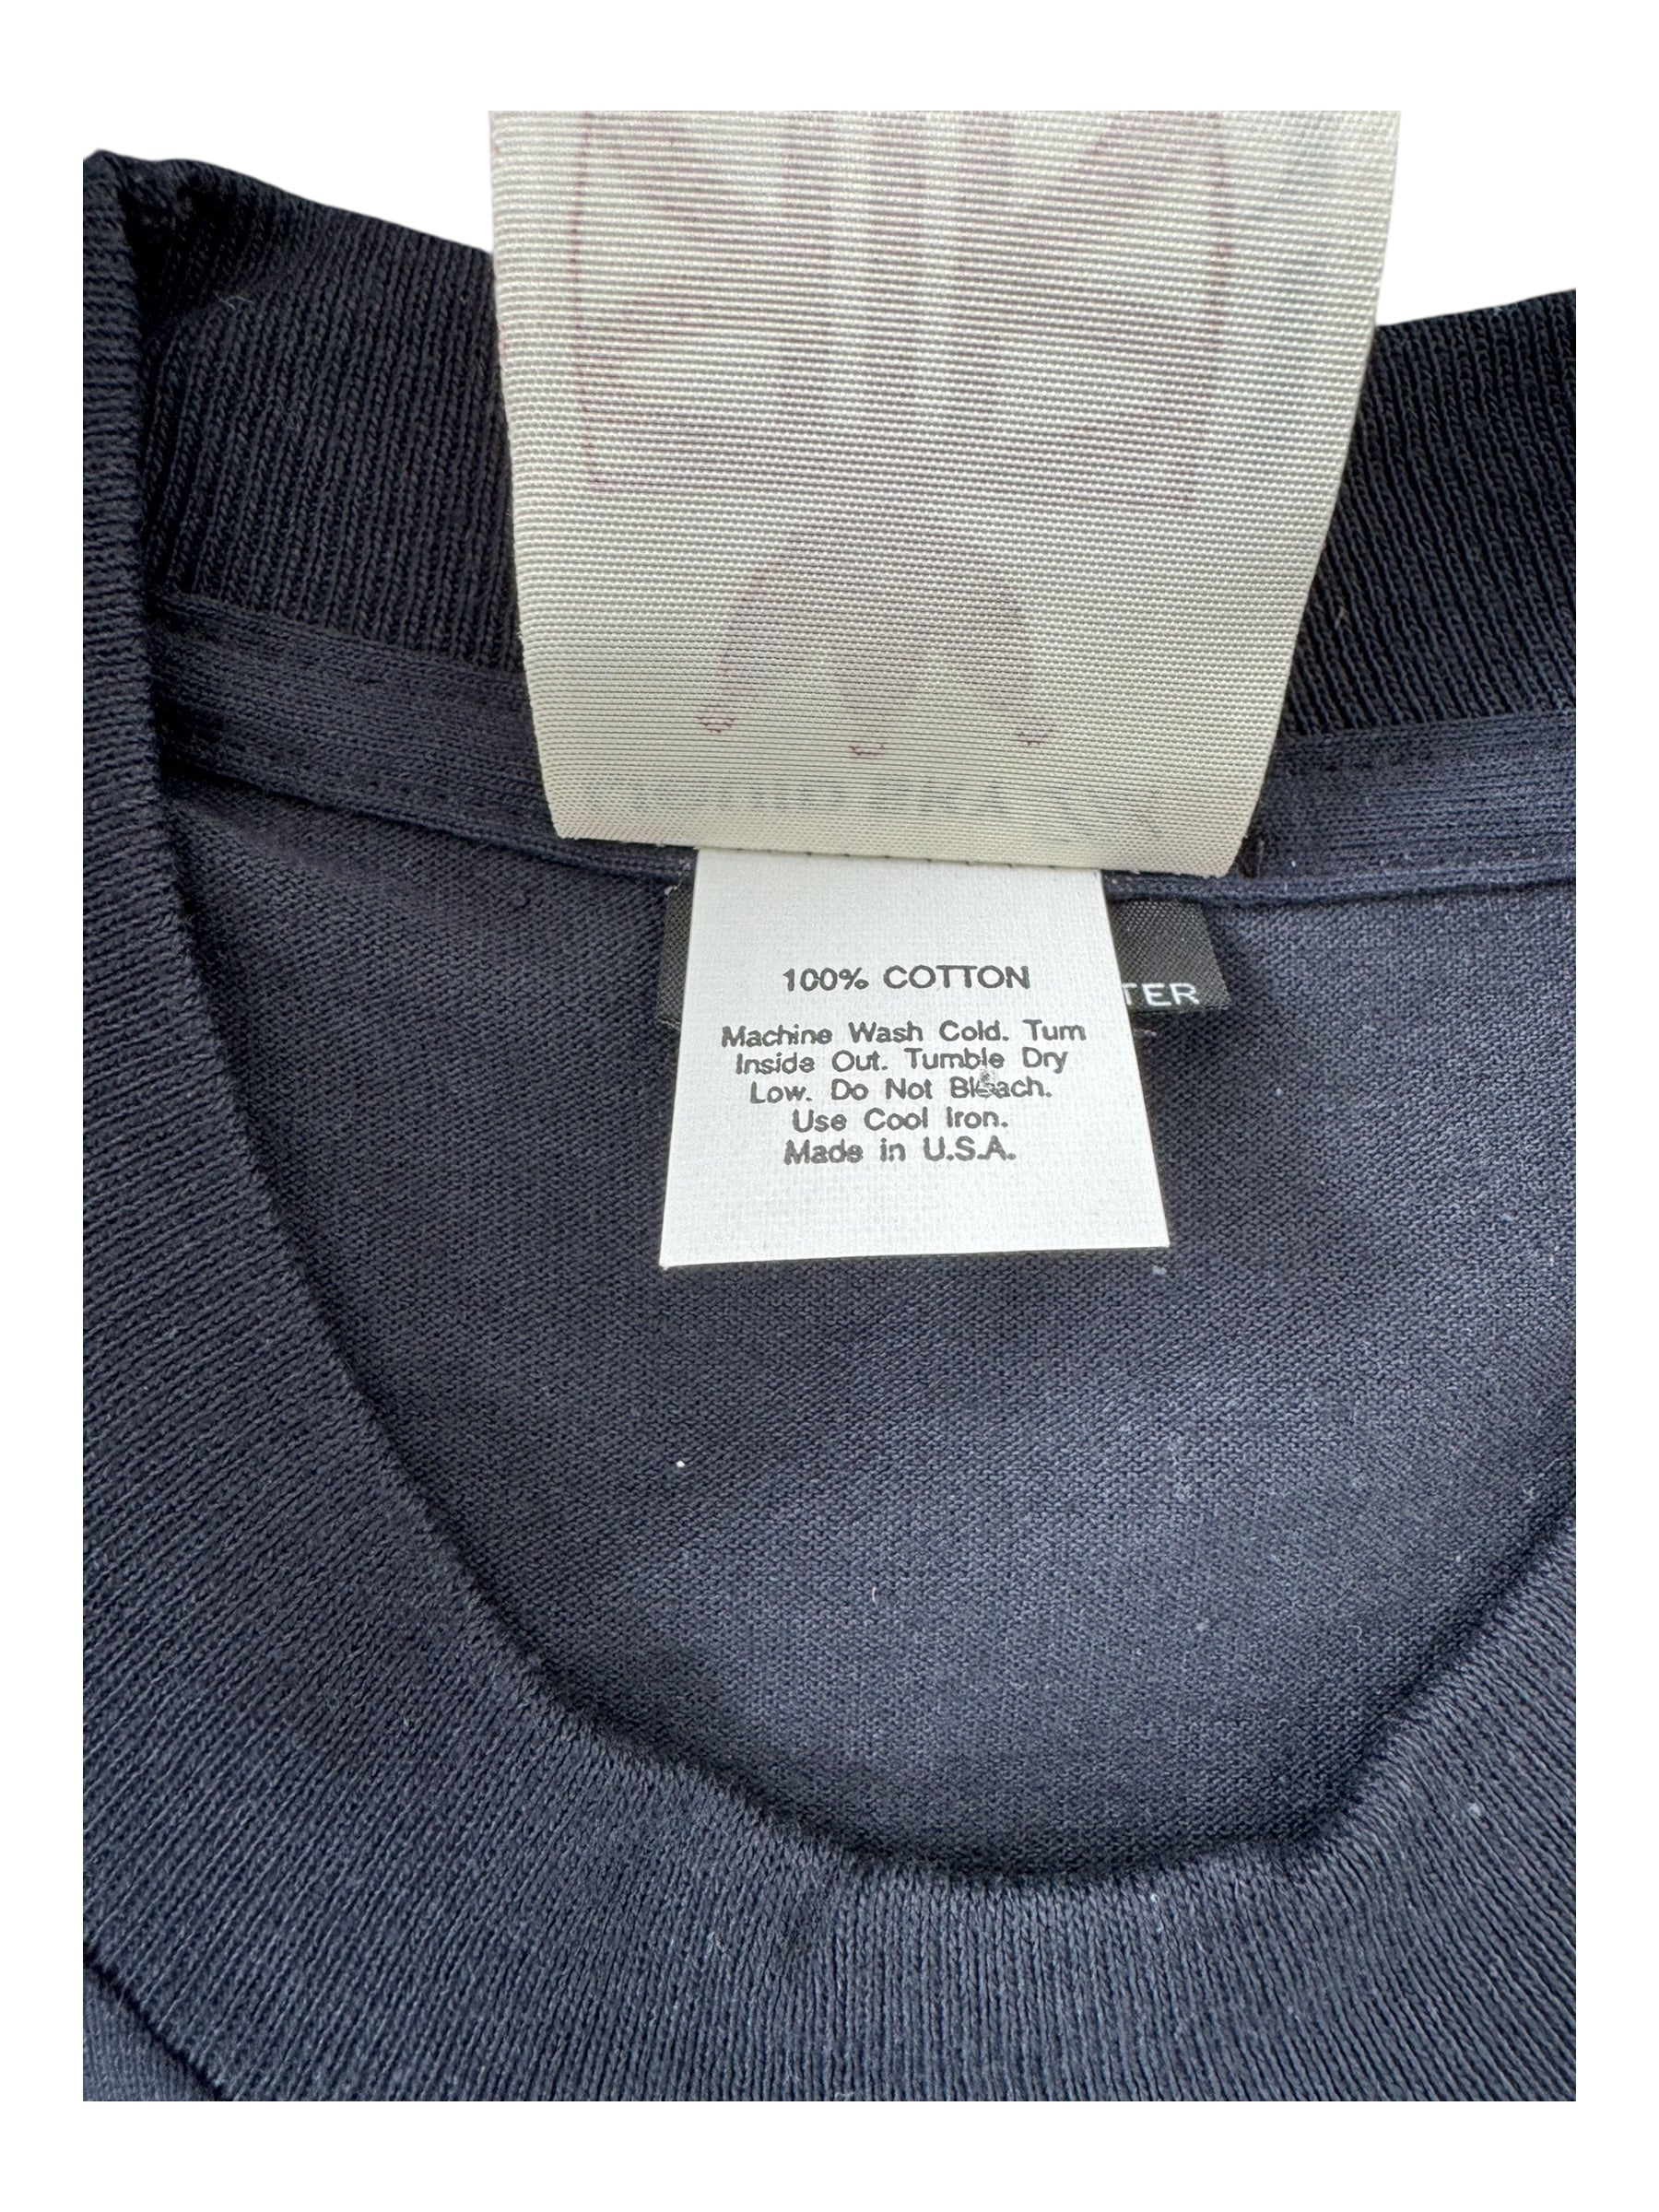 100% COTTON
Machine Wash Cold. Turn
Inside Out. Tumble Dry
Low. Do Not Bleach.
Use Cool Iron.
Made in U.S.A.
TER